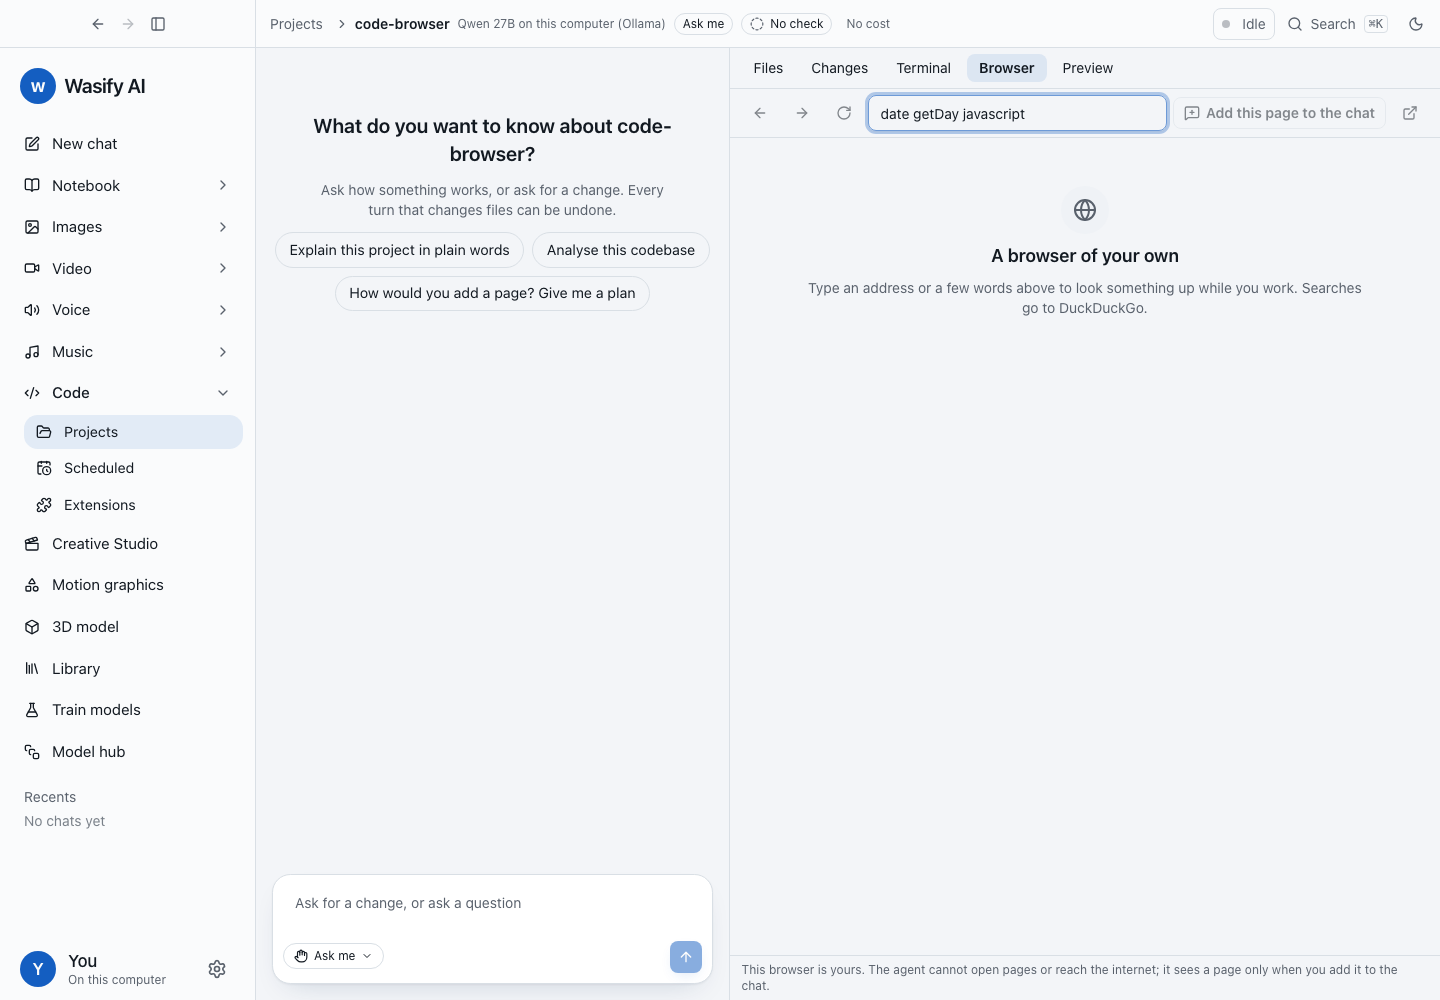 Projects
code-browser
Qwen 27B on this computer (Ollama)
Ask me
No check
No cost
Idle
Search
⌘K
W
Wasify AI
New chat
Notebook
Images
Video
Voice
Music
Code
Projects
Scheduled
Extensions
Creative Studio
Motion graphics
3D model
Library
Train models
Model hub
Recents
No chats yet
Y
You
On this computer
What do you want to know about code-
browser?
Ask how something works, or ask for a change. Every
turn that changes files can be undone.
Explain this project in plain words
Analyse this codebase
How would you add a page? Give me a plan
Ask for a change, or ask a question
Ask me
Files
Changes
Terminal
Browser
Preview
date getDay javascript
Add this page to the chat
A browser of your own
Type an address or a few words above to look something up while you work. Searches
go to DuckDuckGo.
This browser is yours. The agent cannot open pages or reach the internet; it sees a page only when you add it to the
chat.